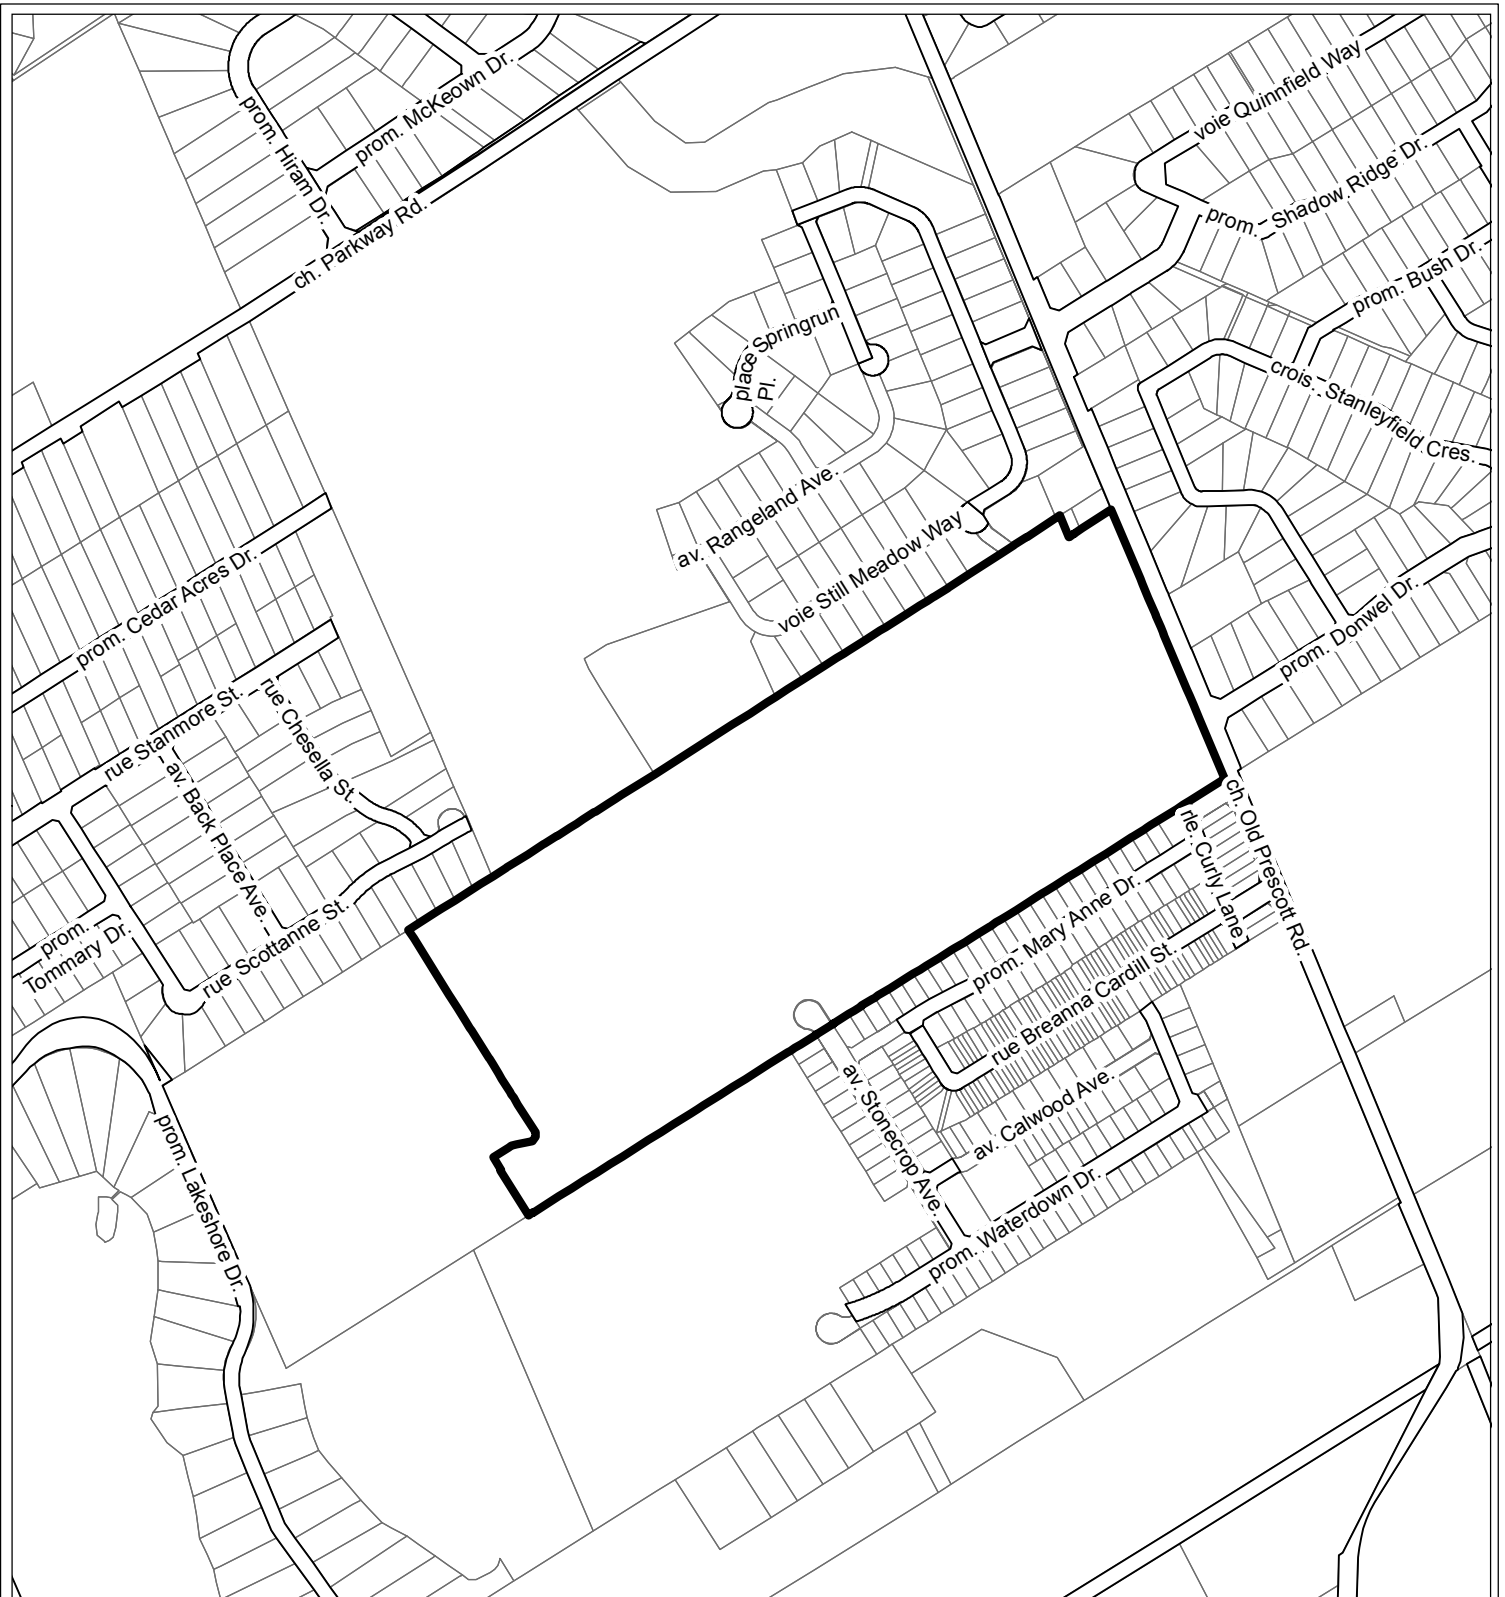 voie Quinnfield Way
prom. McKeown Dr.
prom. Hiram Dr.
prom. Shadow Ridge Dr.
ch. Parkway Rd.
prom. Bush Dr.
place Springrun
Pl.
crois. Stanleyfield Cres.
av. Rangeland Ave.
voie Still Meadow Way
prom. Cedar Acres Dr.
prom. Donwel Dr.
rue Stanmore St.
rue Chesella St.
av. Back Place Ave.
ch. Old Prescott Rd.
rle. Curly Lane
prom. Mary Anne Dr.
rue Scottanne St.
prom.
Tommary Dr.
rue Breanna Cardill St.
av. Stonecrop Ave.
av. Calwood Ave.
prom. Lakeshore Dr.
prom. Waterdown Dr.